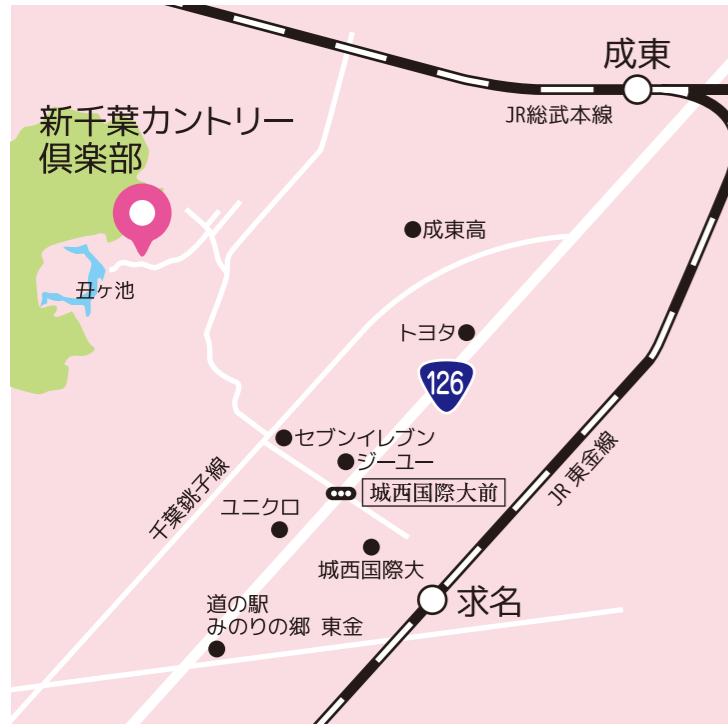 成東
JR総武本線
新千葉カントリー
倶楽部
成東高
丑ヶ池
トヨタ
126
セブンイレブン
ジーユー
千葉銚子線
JR 東金線
城西国際大前
ユニクロ
城西国際大
求名
道の駅
みのりの郷 東金